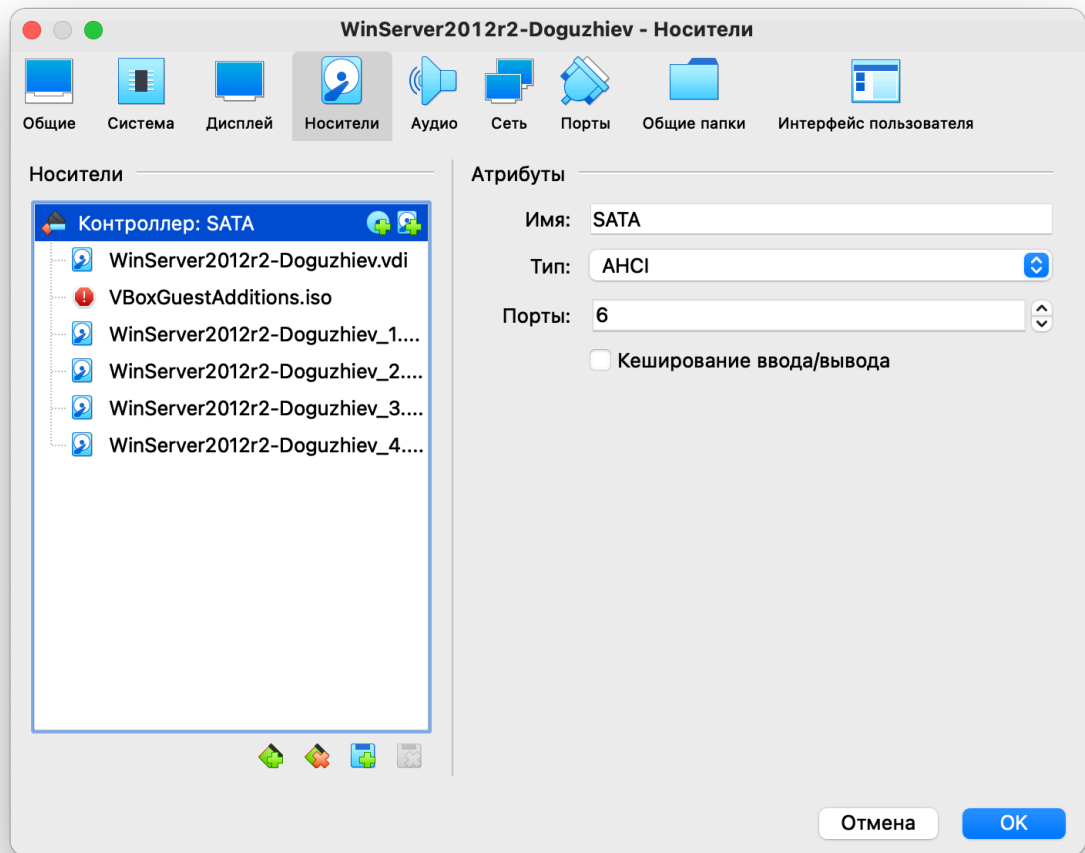 WinServer2012r2-Doguzhiev - Носители
Общие
Система
Дисплей
Носители
Аудио
Сеть
Порты
Общие папки
Интерфейс пользователя
Носители
Контроллер: SATA
WinServer2012r2-Doguzhiev.vdi
VBoxGuestAdditions.iso
WinServer2012r2-Doguzhiev_1....
WinServer2012r2-Doguzhiev_2....
WinServer2012r2-Doguzhiev_3....
WinServer2012r2-Doguzhiev_4....
Атрибуты
Имя: SATA
Тип: AHCI
Порты: 6
Кеширование ввода/вывода
Отмена
OK